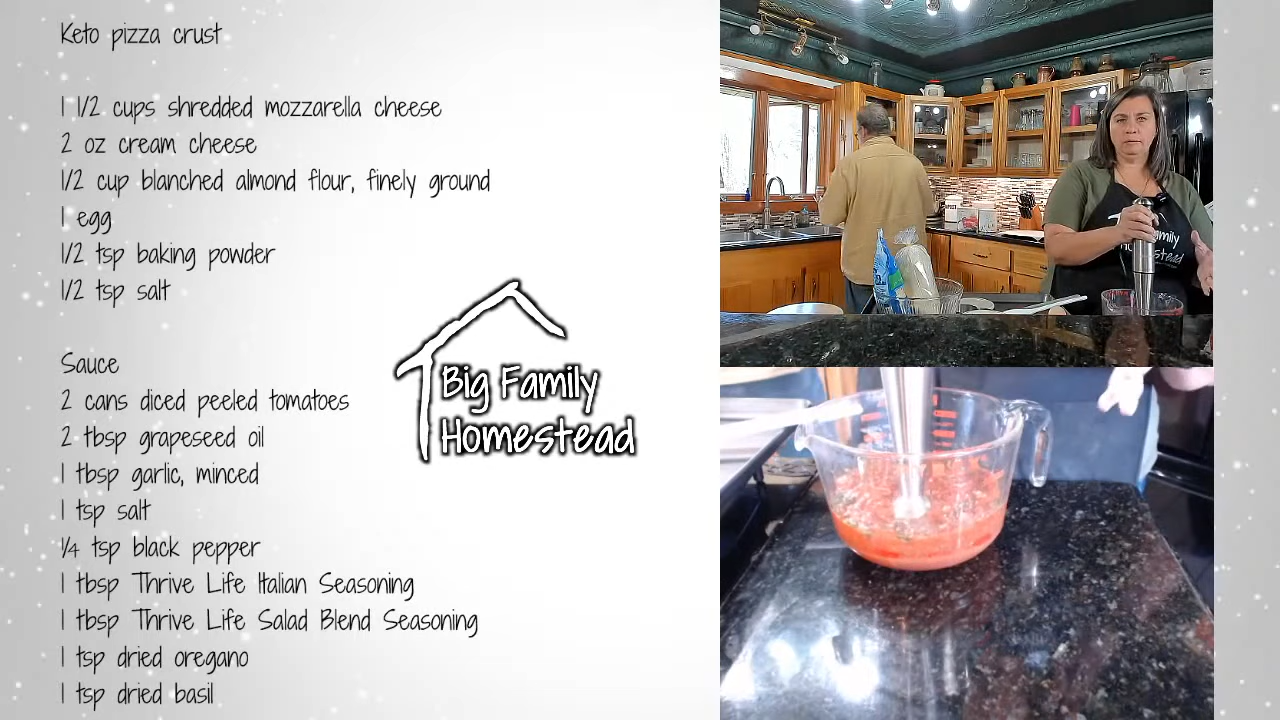 Keto pizza crust
1 1/2 cups shredded mozzarella cheese
2 oz cream cheese
1/2 cup blanched almond flour, finely ground
1 egg
1/2 tsp baking powder
1/2 tsp salt
Sauce
2 cans diced peeled tomatoes
2 tbsp grapeseed oil
1 tbsp garlic, minced
1 tsp salt
1/4 tsp black pepper
1 tbsp Thrive Life Italian Seasoning
1 tbsp Thrive Life Salad Blend Seasoning
1 tsp dried oregano
1 tsp dried basil
Big Family
Homestead